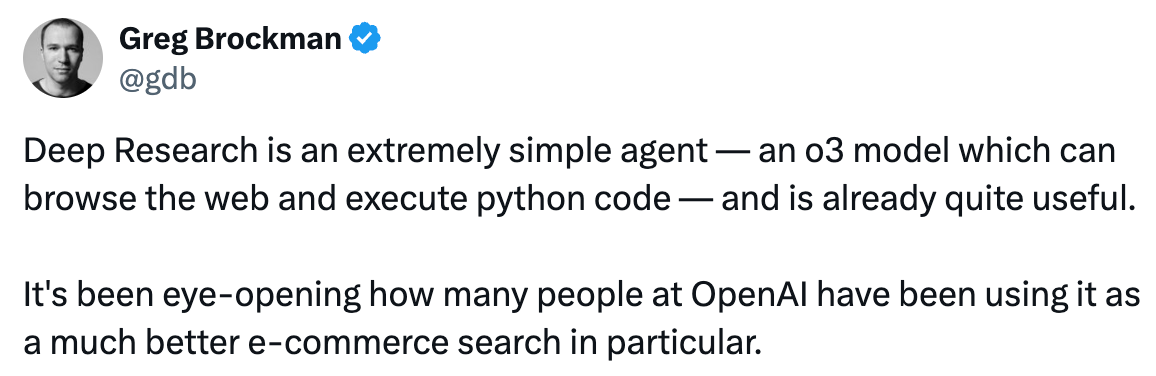 Greg Brockman
@gdb
Deep Research is an extremely simple agent — an o3 model which can
browse the web and execute python code — and is already quite useful.
It's been eye-opening how many people at OpenAI have been using it as
a much better e-commerce search in particular.